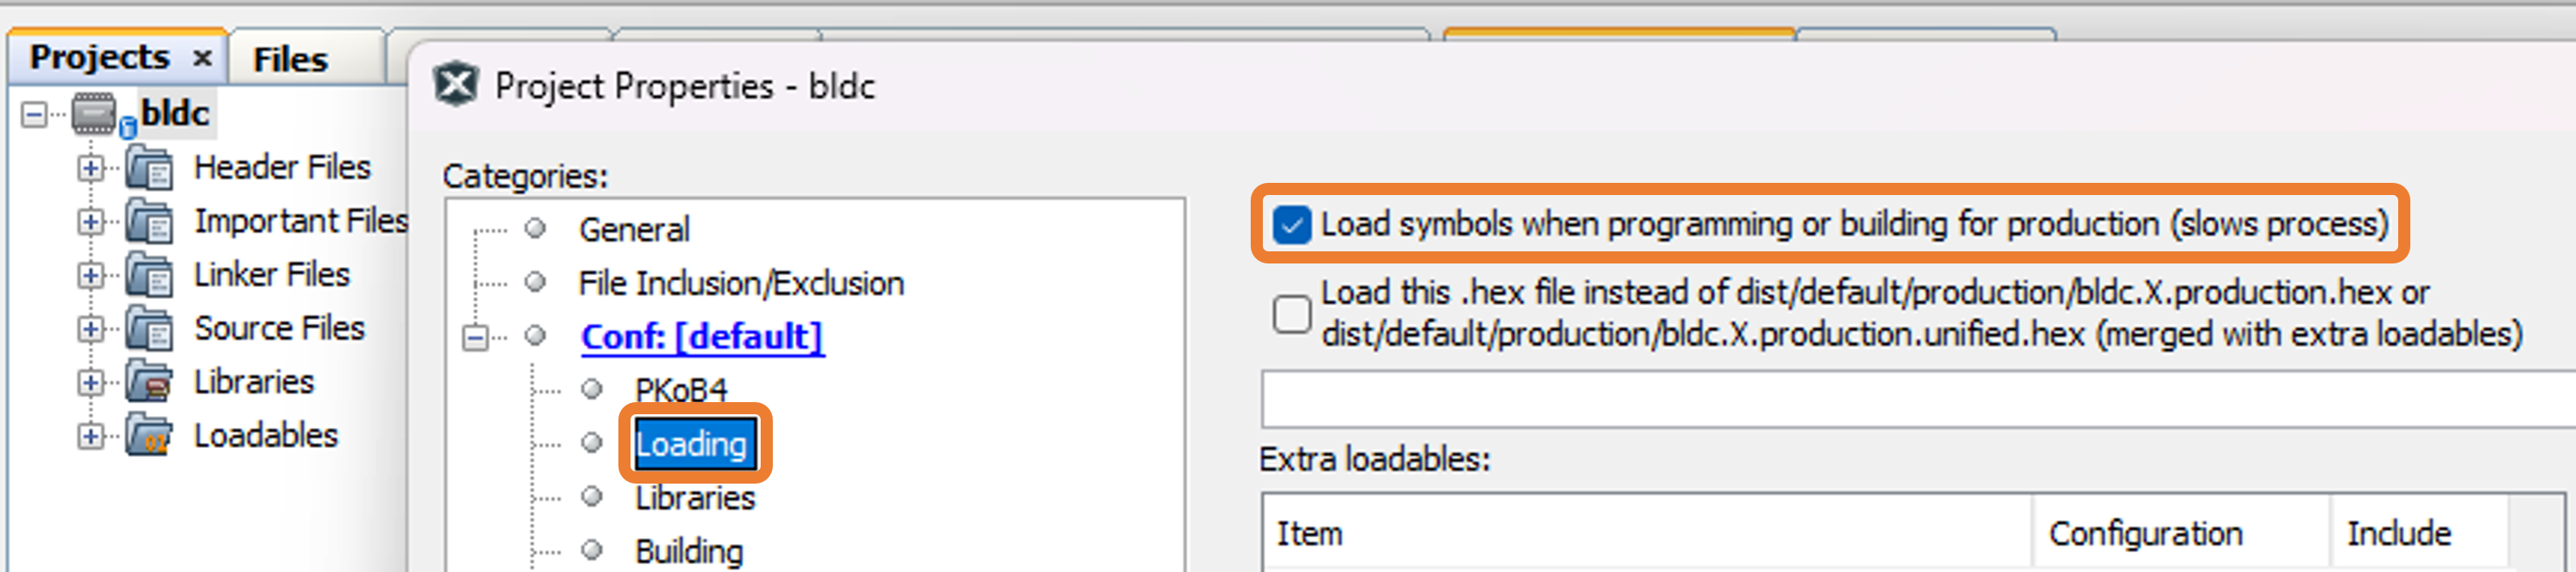 Projects x
Files
bldc
Header Files
Important Files
Linker Files
Source Files
Libraries
Loadables
Project Properties - bldc
Categories:
General
File Inclusion/Exclusion
Conf: [default]
PKoB4
Loading
Libraries
Building
Load symbols when programming or building for production (slows process)
Load this .hex file instead of dist/default/production/bldc.X.production.hex or
dist/default/production/bldc.X.production.unified.hex (merged with extra loadables)
Extra loadables:
Item Configuration Include